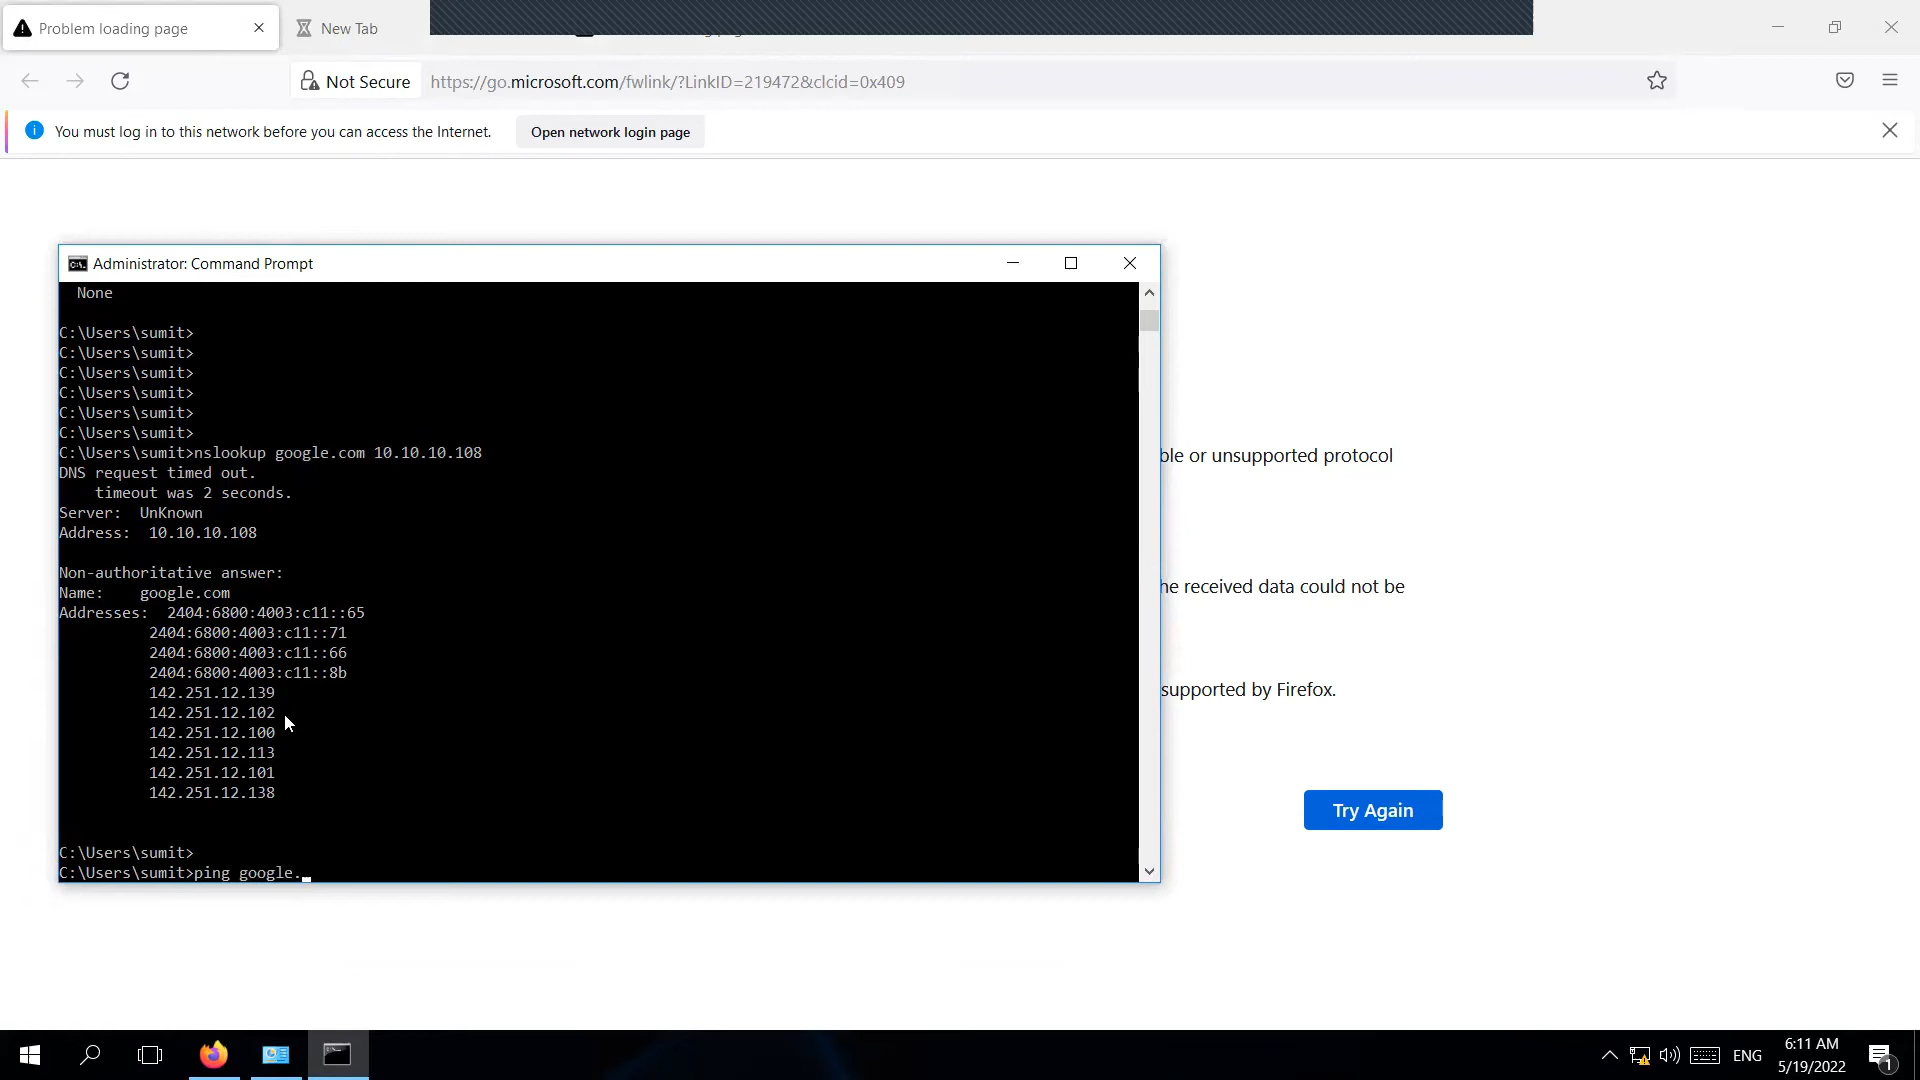 Problem loading page
New Tab
Not Secure
https://go.microsoft.com/fwlink/?LinkID=219472&clcid=0x409
You must log in to this network before you can access the Internet.
Open network login page
Administrator: Command Prompt
None
C:\Users\sumit>
C:\Users\sumit>
C:\Users\sumit>
C:\Users\sumit>
C:\Users\sumit>
C:\Users\sumit>
C:\Users\sumit>nslookup google.com 10.10.10.108
DNS request timed out.
timeout was 2 seconds.
Server: UnKnown
Address: 10.10.10.108
Non-authoritative answer:
Name: google.com
Addresses: 2404:6800:4003:c11::65
2404:6800:4003:c11::71
2404:6800:4003:c11::66
2404:6800:4003:c11::8b
142.251.12.139
142.251.12.102
142.251.12.100
142.251.12.113
142.251.12.101
142.251.12.138
C:\Users\sumit>
C:\Users\sumit>ping google.
ble or unsupported protocol
he received data could not be
supported by Firefox.
Try Again
ENG
6:11 AM
5/19/2022
1